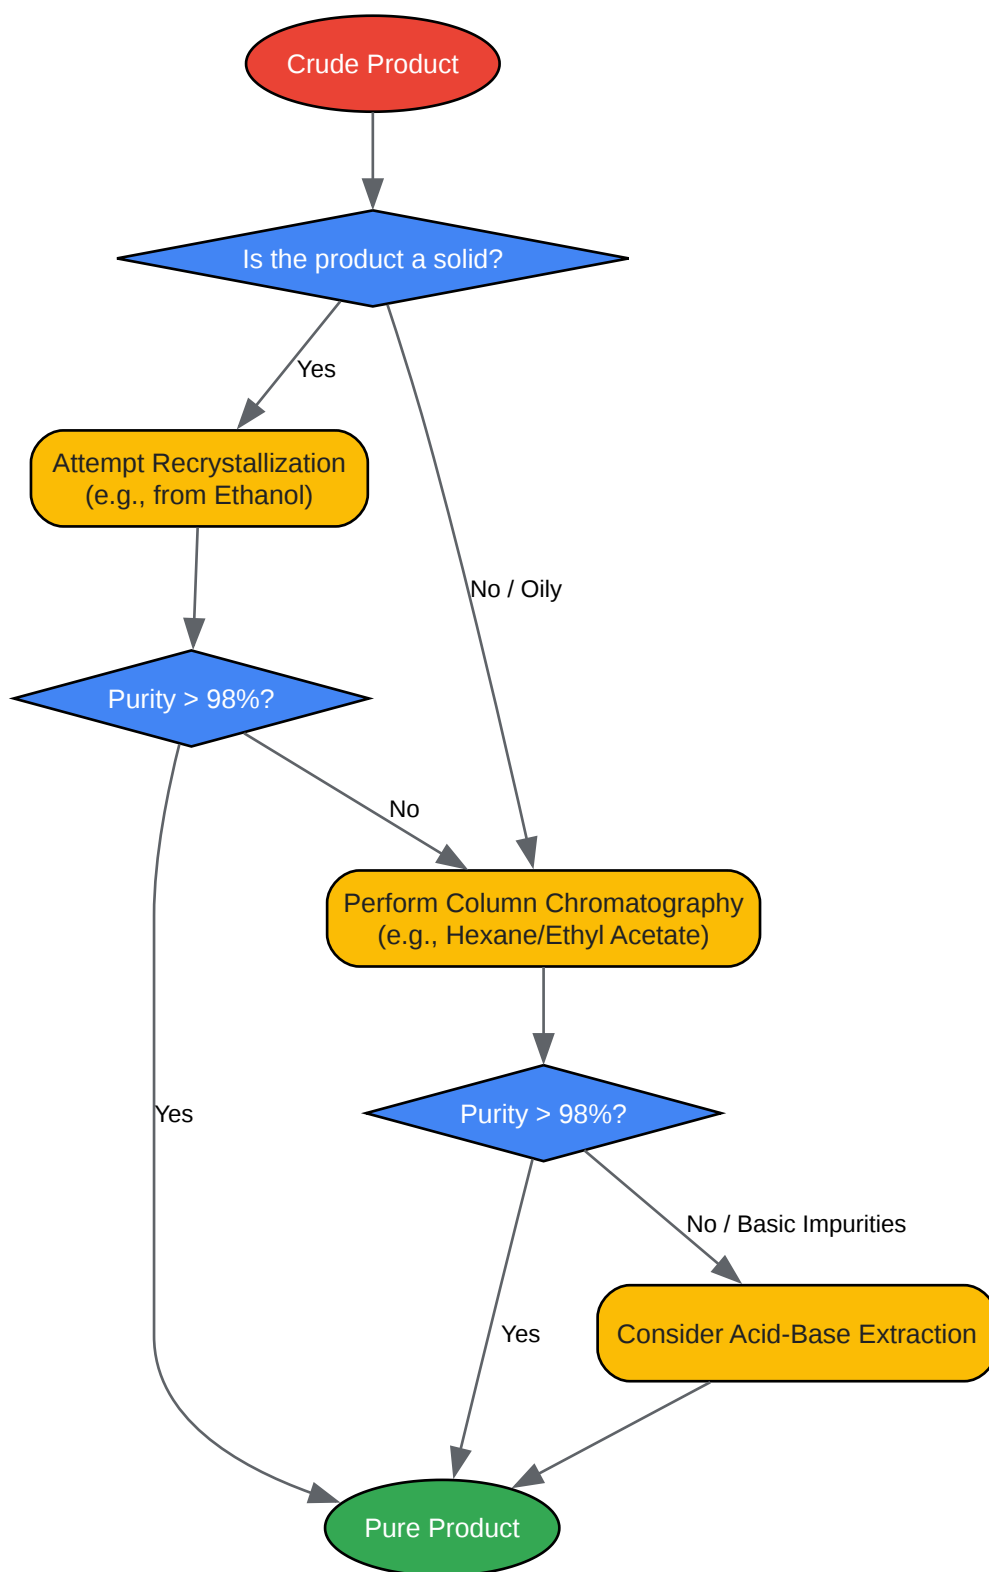 Crude Product
Is the product a solid?
Yes
Attempt Recrystallization
(e.g., from Ethanol)
No / Oily
Purity > 98%?
No
Perform Column Chromatography
(e.g., Hexane/Ethyl Acetate)
Yes
Purity > 98%?
No / Basic Impurities
Yes
Consider Acid-Base Extraction
Pure Product